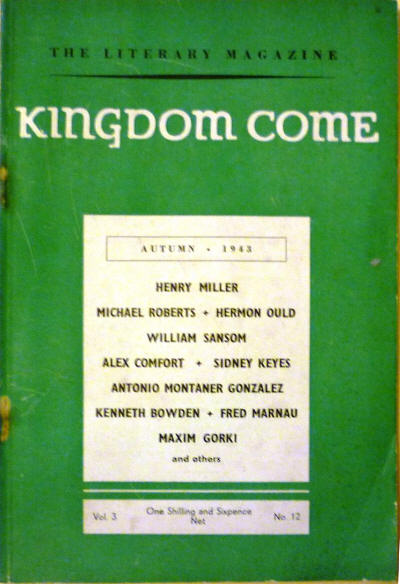 THE LITERARY MAGAZINE
KINGDOM COME
AUTUMN - 1943
HENRY MILLER
MICHAEL ROBERTS + HERMON OULD
WILLIAM SANSOM
ALEX COMFORT + SIDNEY KEYES
ANTONIO MONTANER GONZALEZ
KENNETH BOWDEN + FRED MARNAU
MAXIM GORKI
and others
Vol. 3 One Shilling and Sixpence Net No. 12